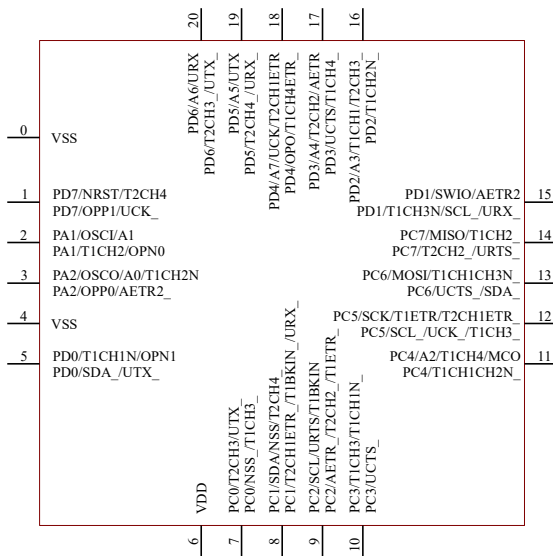 20
19
18
17
16
PD6/A6/URX
PD6/T2CH3_/UTX_
PD5/A5/UTX
PD5/T2CH4_/URX_
PD4/A7/UCK/T2CH1ETR
PD4/OPO/T1CH4ETR_
PD3/A4/T2CH2/AETR
PD3/UCTS/T1CH4_
PD2/A3/T1CH1/T2CH3_
PD2/T1CH2N_
0
VSS
1
PD7/NRST/T2CH4
PD7/OPP1/UCK_
2
PA1/OSCI/A1
PA1/T1CH2/OPN0
3
PA2/OSCO/A0/T1CH2N
PA2/OPP0/AETR2_
4
VSS
5
PD0/T1CH1N/OPN1
PD0/SDA_/UTX_
PD1/SWIO/AETR2
15
PD1/T1CH3N/SCL_/URX_
PC7/MISO/T1CH2_
14
PC7/T2CH2_/URTS_
PC6/MOSI/T1CH1CH3N_
13
PC6/UCTS_/SDA_
PC5/SCK/T1ETR/T2CH1ETR_
12
PC5/SCL_/UCK_/T1CH3_
PC4/A2/T1CH4/MCO
11
PC4/T1CH1CH2N_
VDD
PC0/T2CH3/UTX_
PC0/NSS_/T1CH3_
PC1/SDA/NSS/T2CH4_
PC1/T2CH1ETR_/T1BKIN_/URX_
PC2/SCL/URTS/T1BKIN
PC2/AETR_/T2CH2_/T1ETR_
PC3/T1CH3/T1CH1N_
PC3/UCTS_
6
7
8
9
10